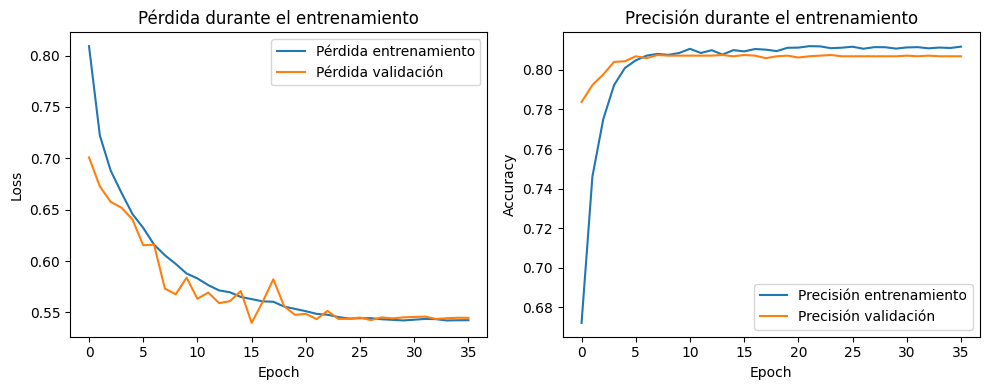 Pérdida durante el entrenamiento
Pérdida entrenamiento
Pérdida validación
0.80
0.75
0.70
0.65
0.60
0.55
Loss
0 5 10 15 20 25 30 35
Epoch
Precisión durante el entrenamiento
0.80
0.78
0.76
0.74
0.72
0.70
0.68
Accuracy
Precisión entrenamiento
Precisión validación
0 5 10 15 20 25 30 35
Epoch